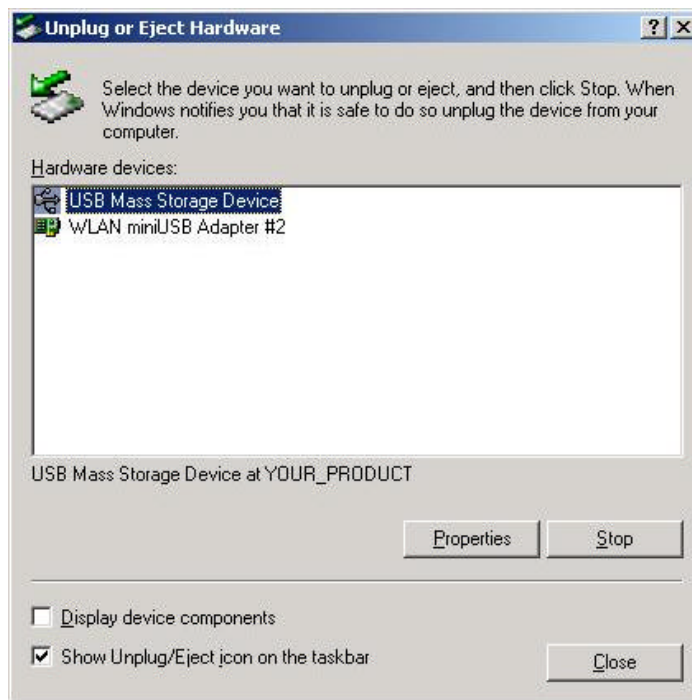 Unplug or Eject Hardware
Select the device you want to unplug or eject, and then click Stop. When
Windows notifies you that it is safe to do so unplug the device from your
computer.
Hardware devices:
USB Mass Storage Device
WLAN miniUSB Adapter #2
USB Mass Storage Device at YOUR_PRODUCT
Properties
Stop
Display device components
Show Unplug/Eject icon on the taskbar
Close